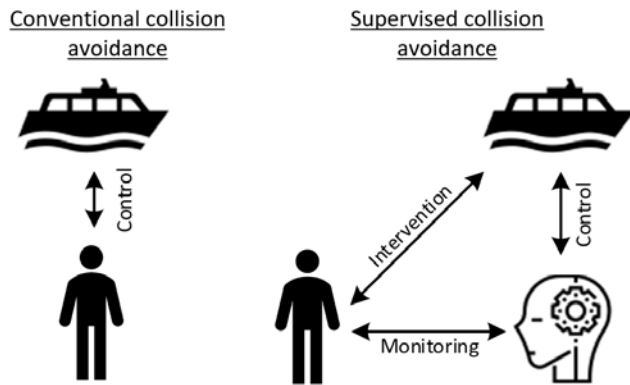 Conventional collision
avoidance
Control
Supervised collision
avoidance
Intervention
Control
Monitoring